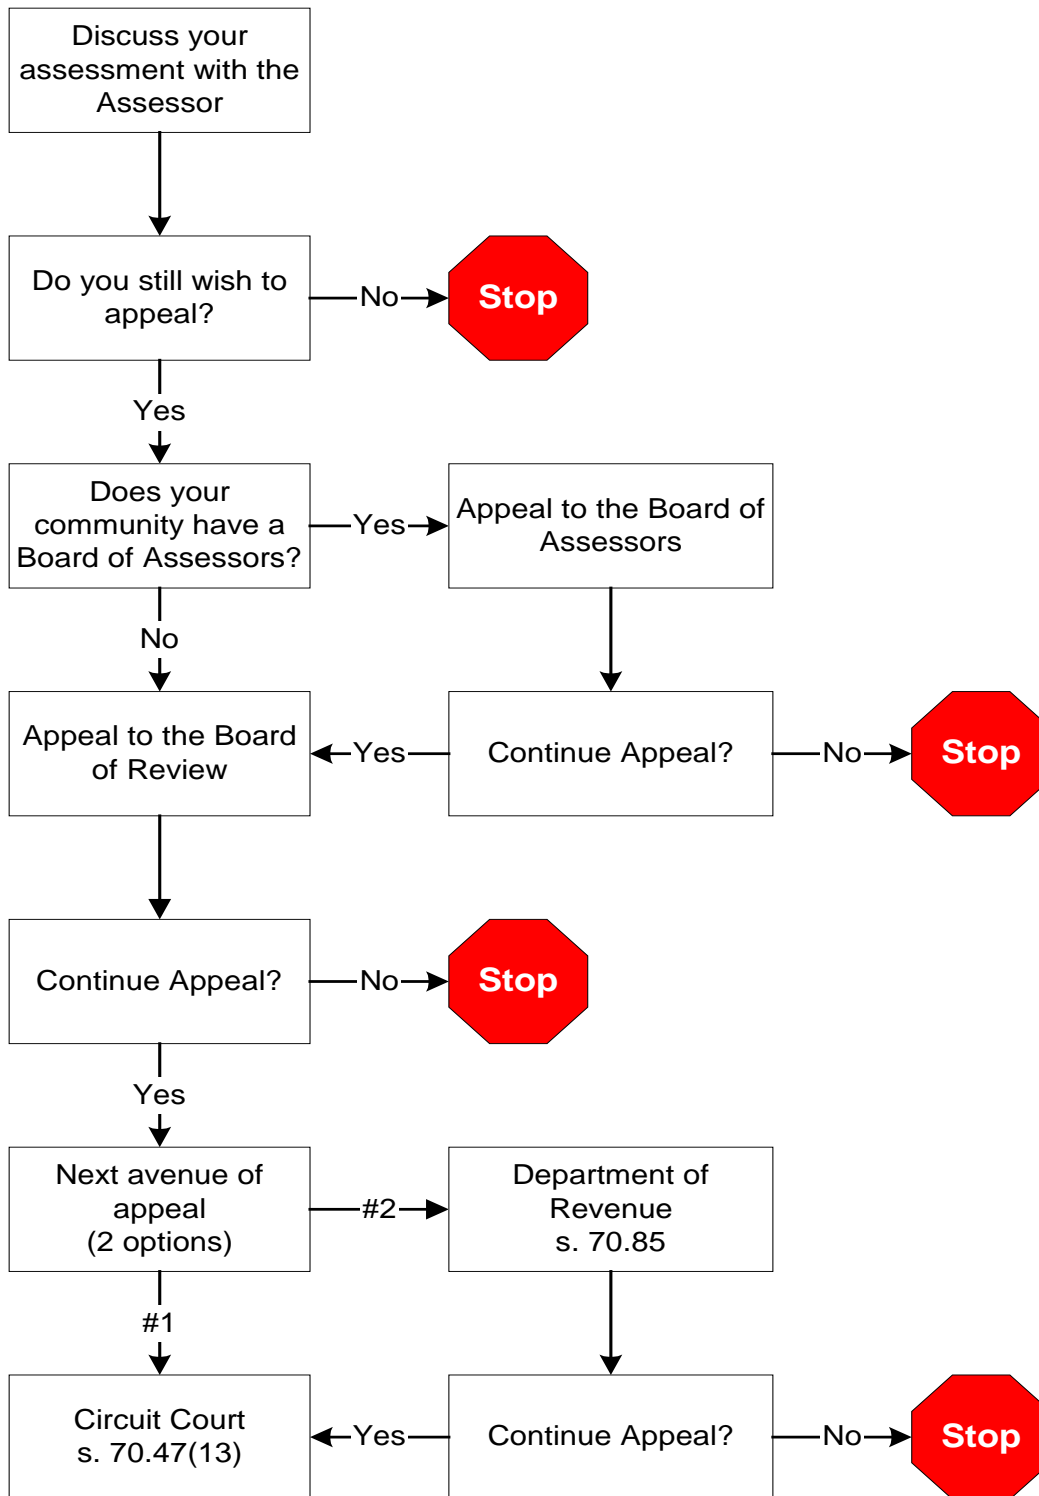 Discuss your
assessment with the
Assessor
Do you still wish to
appeal?
No
Stop
Yes
Does your
community have a
Board of Assessors?
Yes
Appeal to the Board of
Assessors
No
Appeal to the Board
of Review
Yes
Continue Appeal?
No
Stop
Continue Appeal?
No
Stop
Yes
Next avenue of
appeal
(2 options)
#2
Department of
Revenue
s. 70.85
#1
Circuit Court
s. 70.47(13)
Yes
Continue Appeal?
No
Stop